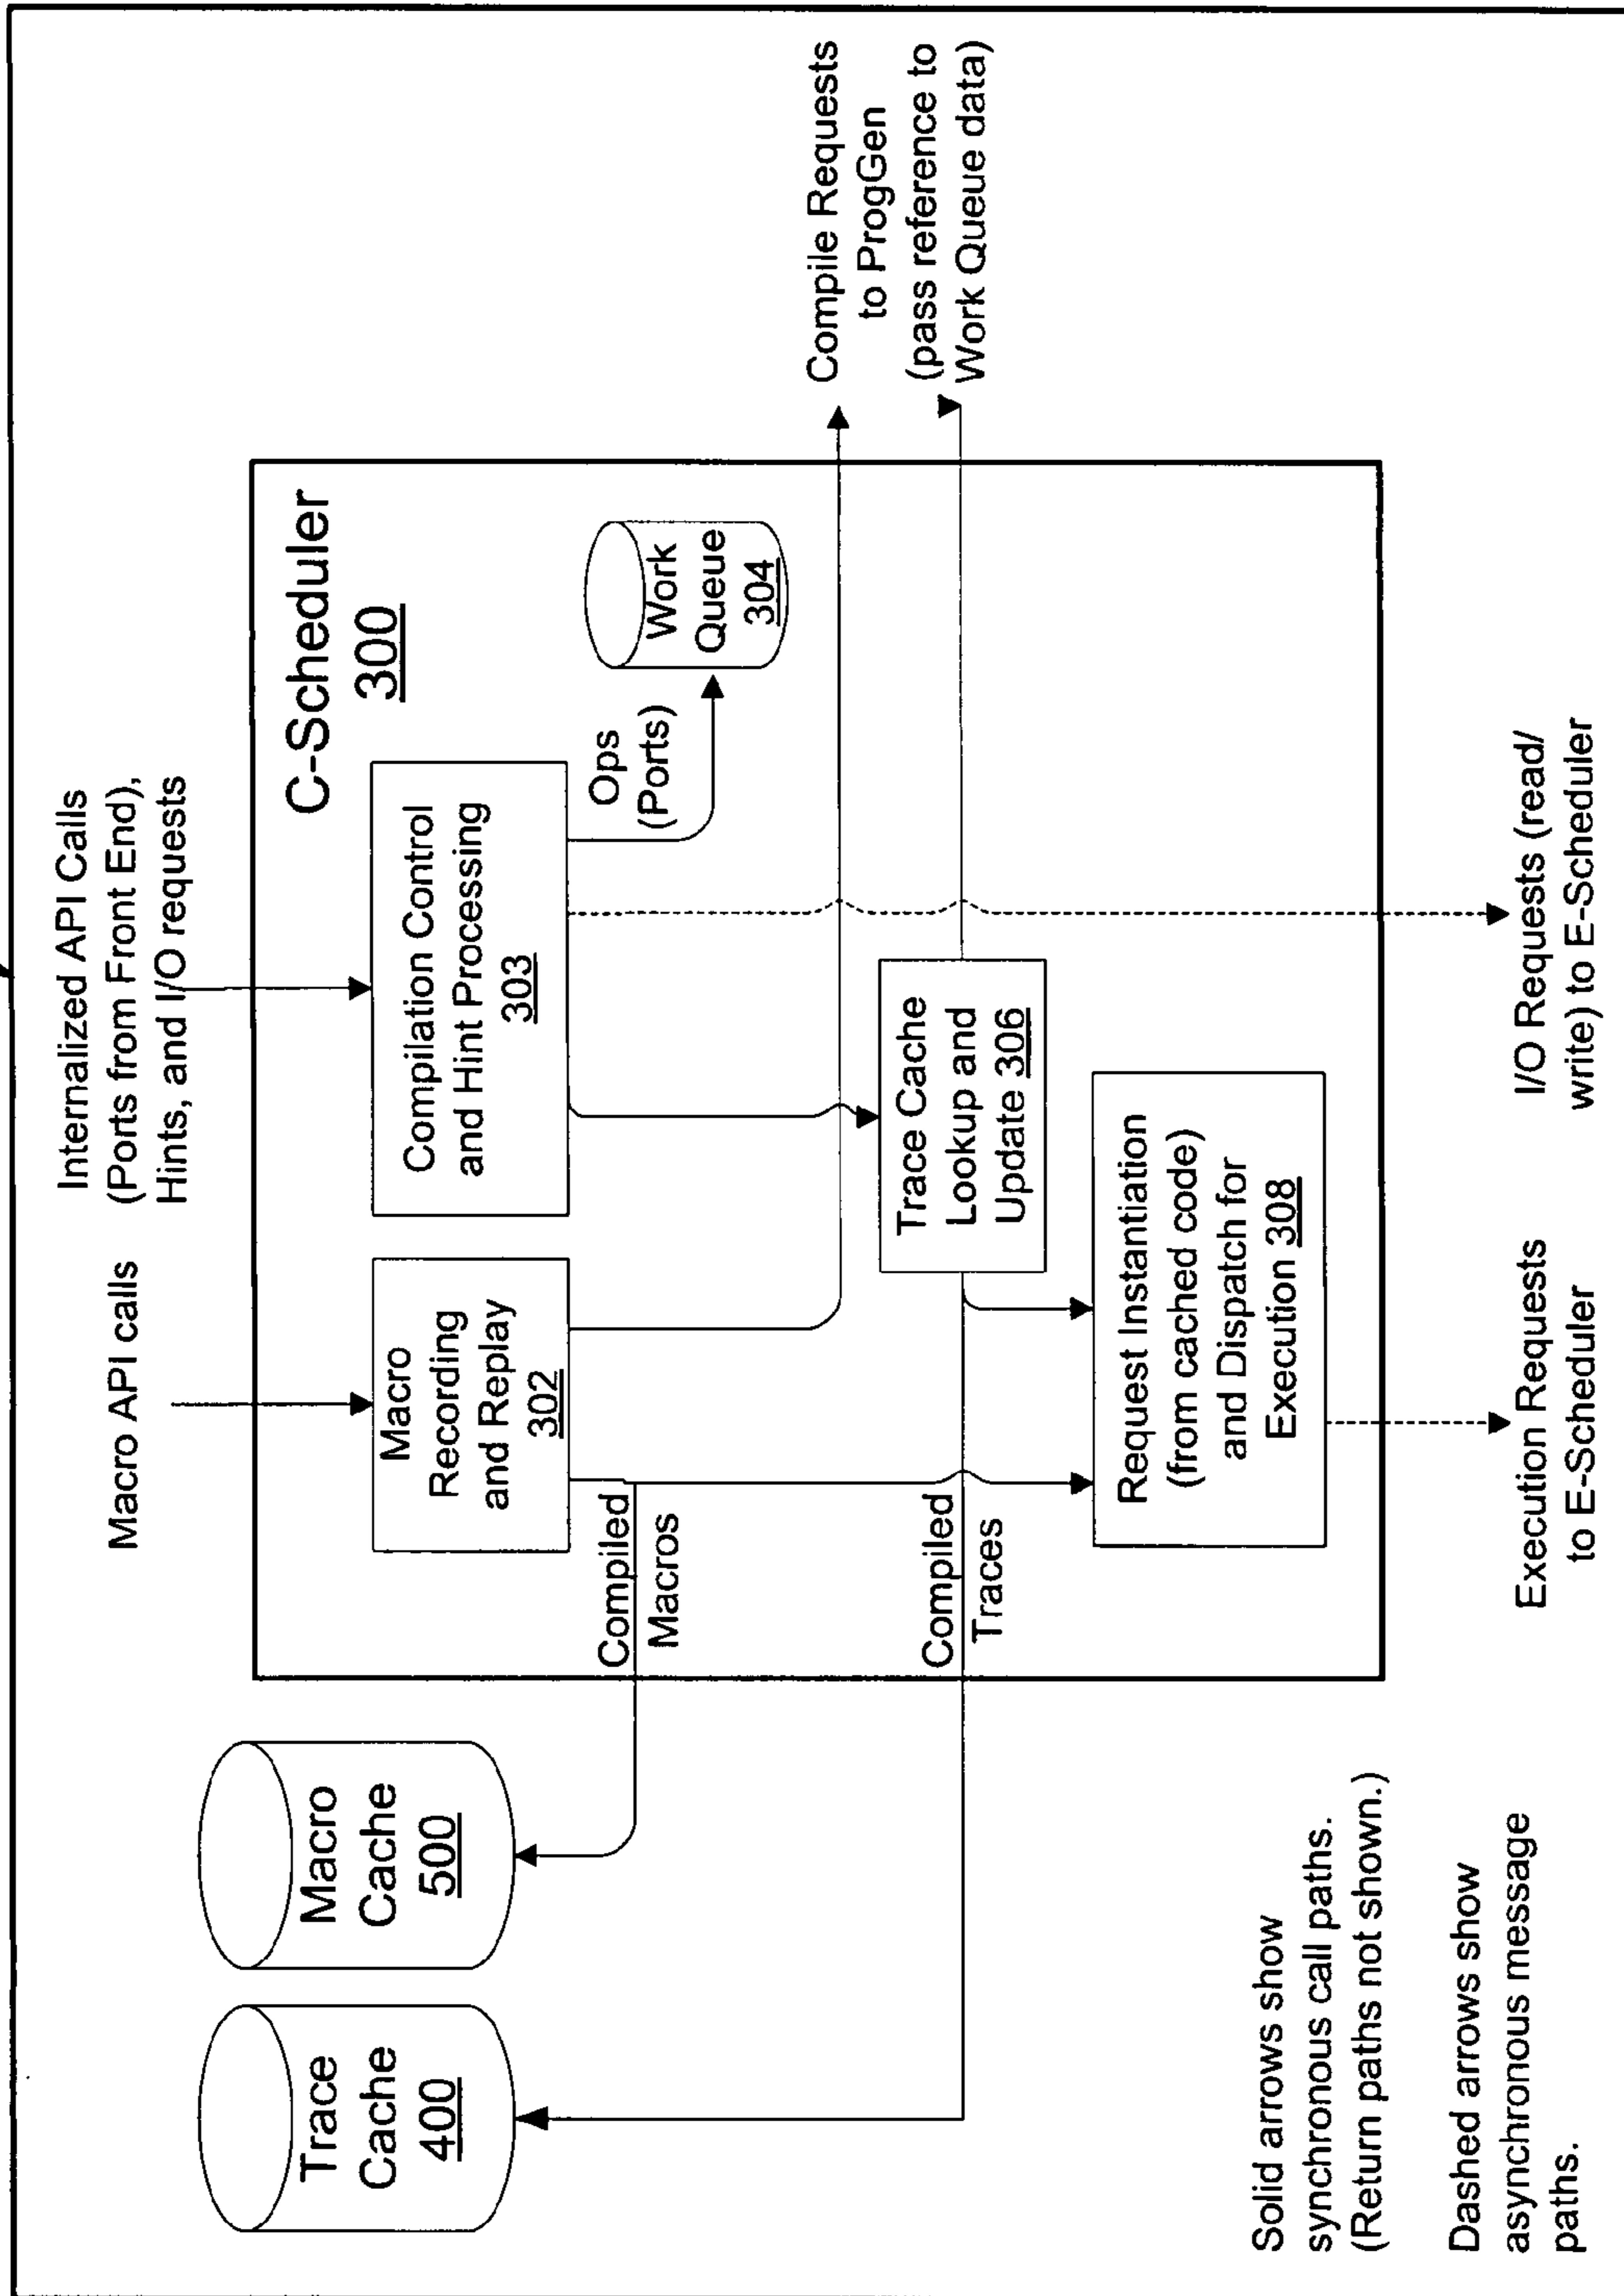 Macro API calls
Internalized API Calls
(Ports from Front End),
Hints, and I/O requests
C-Scheduler
300
Trace
Cache
400
Macro
Cache
500
Macro
Recording
and Replay
302
Compilation Control
and Hint Processing
303
Ops
(Ports)
Work
Queue
304
Compiled
Macros
Compile Requests
to ProgGen
(pass reference to
Work Queue data)
Trace Cache
Lookup and
Update 306
Compiled
Traces
Request Instantiation
(from cached code)
and Dispatch for
Execution 308
Execution Requests
to E-Scheduler
I/O Requests (read/
write) to E-Scheduler
Solid arrows show
synchronous call paths.
(Return paths not shown.)
Dashed arrows show
asynchronous message
paths.